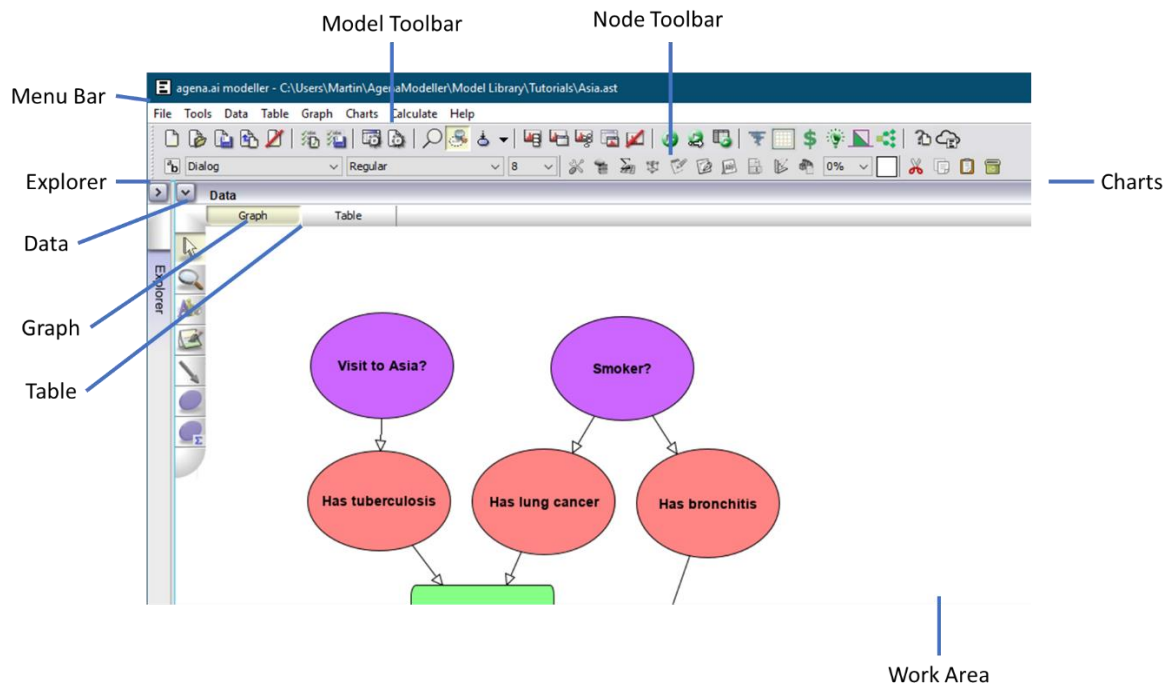 Model Toolbar
Node Toolbar
Menu Bar
agena.ai modeller - C:\Users\Martin\AgenaModeller\Model Library\Tutorials\Asia.ast
File Tools Data Table Graph Charts Calculate Help
Dialog Regular 8 0%
Explorer
Charts
Data
Graph Table
Data
Explorer
Graph
Visit to Asia?
Smoker?
Table
Has tuberculosis
Has lung cancer
Has bronchitis
Work Area